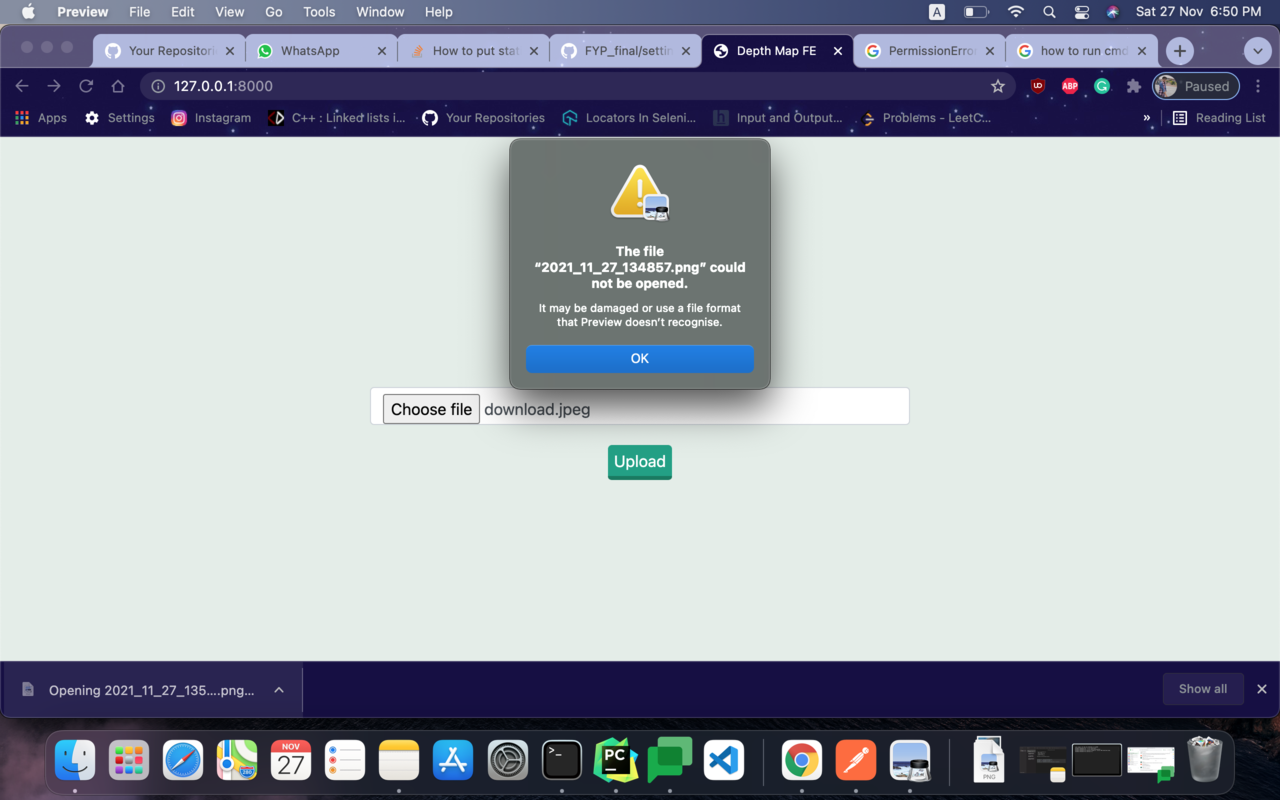 Preview File Edit View Go Tools Window Help A Sat 27 Nov 6:50 PM
Your Repositori WhatsApp How to put stat FYP_final/settin Depth Map FE PermissionErro how to run cmd
127.0.0.1:8000 UD ABP G Paused
Apps Settings Instagram C++ : Linked lists i... Your Repositories Locators In Seleni... Input and Output... Problems - LeetC... » Reading List
The file
“2021_11_27_134857.png” could
not be opened.
It may be damaged or use a file format
that Preview doesn’t recognise.
OK
Choose file download.jpeg
Upload
Opening 2021_11_27_135....png... Show all
NOV
27
>_
PC
280
PNG